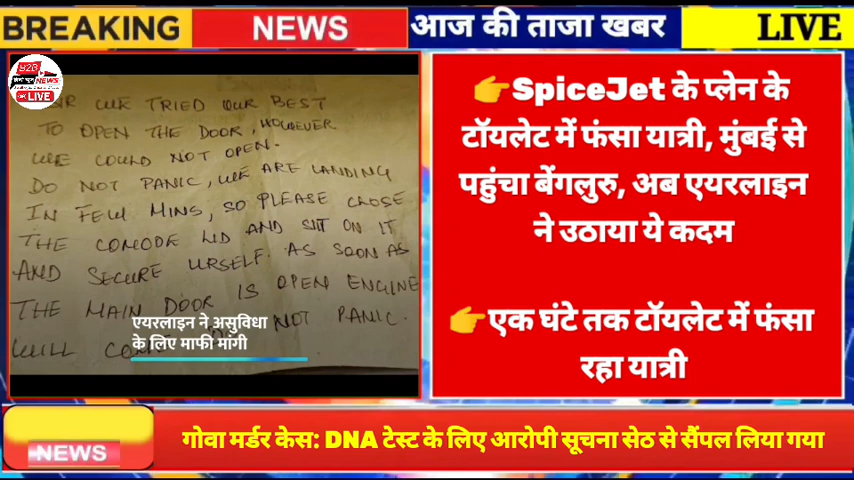 BREAKING NEWS आज की ताजा खबर LIVE
B2B
NEWS
LIVE
SIR WE TRIED OUR BEST
TO OPEN THE DOOR, HOWEVER
WE COULD NOT OPEN.
DO NOT PANIC, WE ARE LANDING
IN FEW MINS, SO PLEASE CLOSE
THE COMODE LID AND SIT ON IT
AND SECURE URSELF. AS SOON AS
THE MAIN DOOR IS OPEN ENGINE
WILL NOT PANIC.
एयरलाइन ने असुविधा
के लिए माफी मांगी
👉SpiceJet के प्लेन के
टॉयलेट में फंसा यात्री, मुंबई से
पहुंचा बेंगलुरु, अब एयरलाइन
ने उठाया ये कदम
👉एक घंटे तक टॉयलेट में फंसा
रहा यात्री
NEWS
गोवा मर्डर केस: DNA टेस्ट के लिए आरोपी सूचना सेठ से सैंपल लिया गया